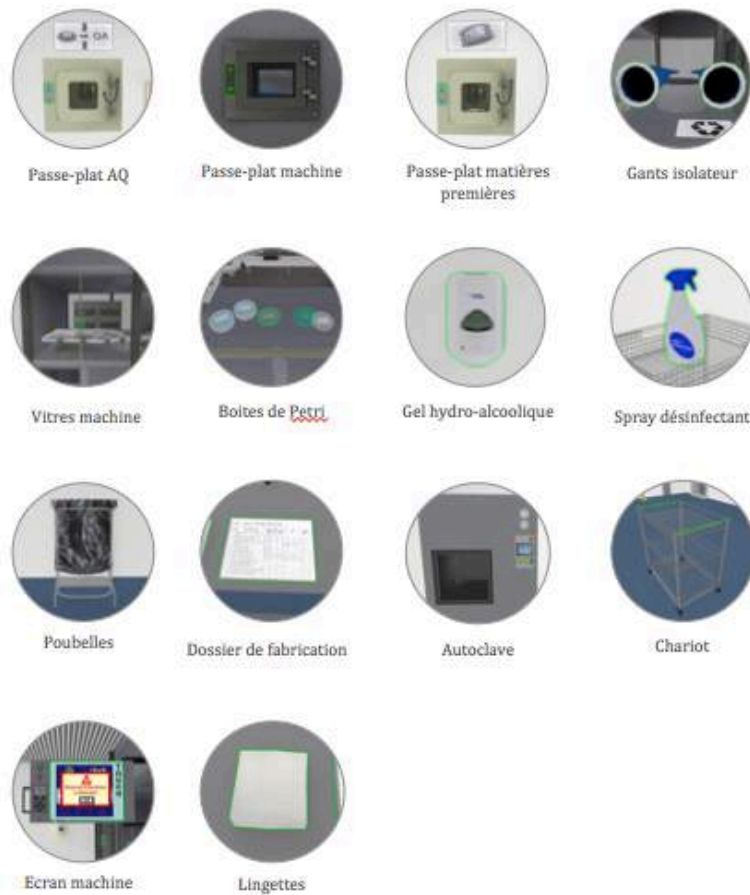 QA
Passe-plat AQ
Passe-plat machine
Passe-plat matières
premières
Gants isolateur
Vitres machine
Boites de Petri
Gel hydro-alcoolique
Spray désinfectant
Poubelles
Dossier de fabrication
Autoclave
Chariot
Ecran machine
Lingettes